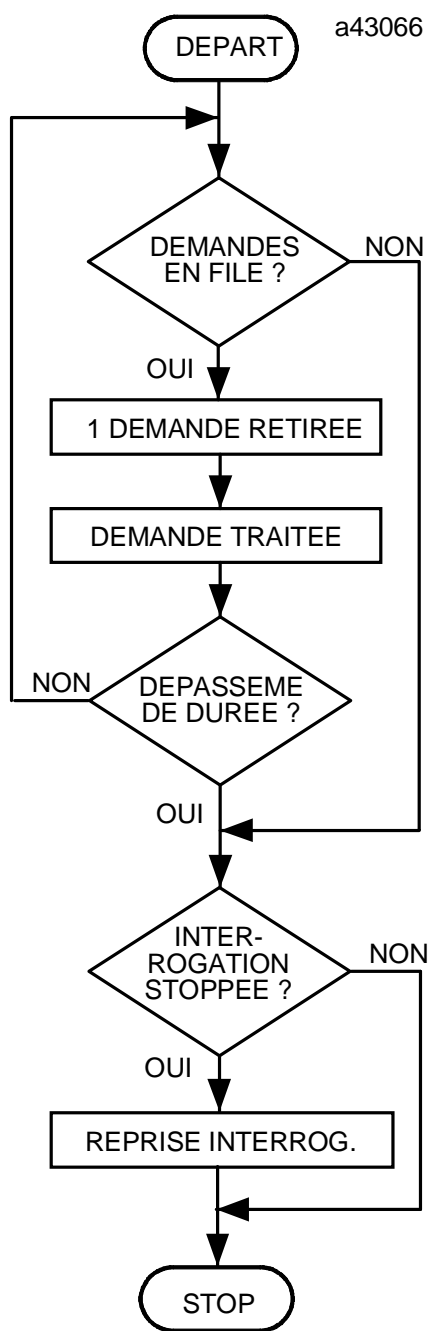 a43066
DEPART
DEMANDES
EN FILE ?
NON
OUI
1 DEMANDE RETIREE
DEMANDE TRAITEE
NON
DEPASSEME
DE DUREE ?
OUI
INTER-
ROGATION
STOPPEE ?
NON
OUI
REPRISE INTERROG.
STOP